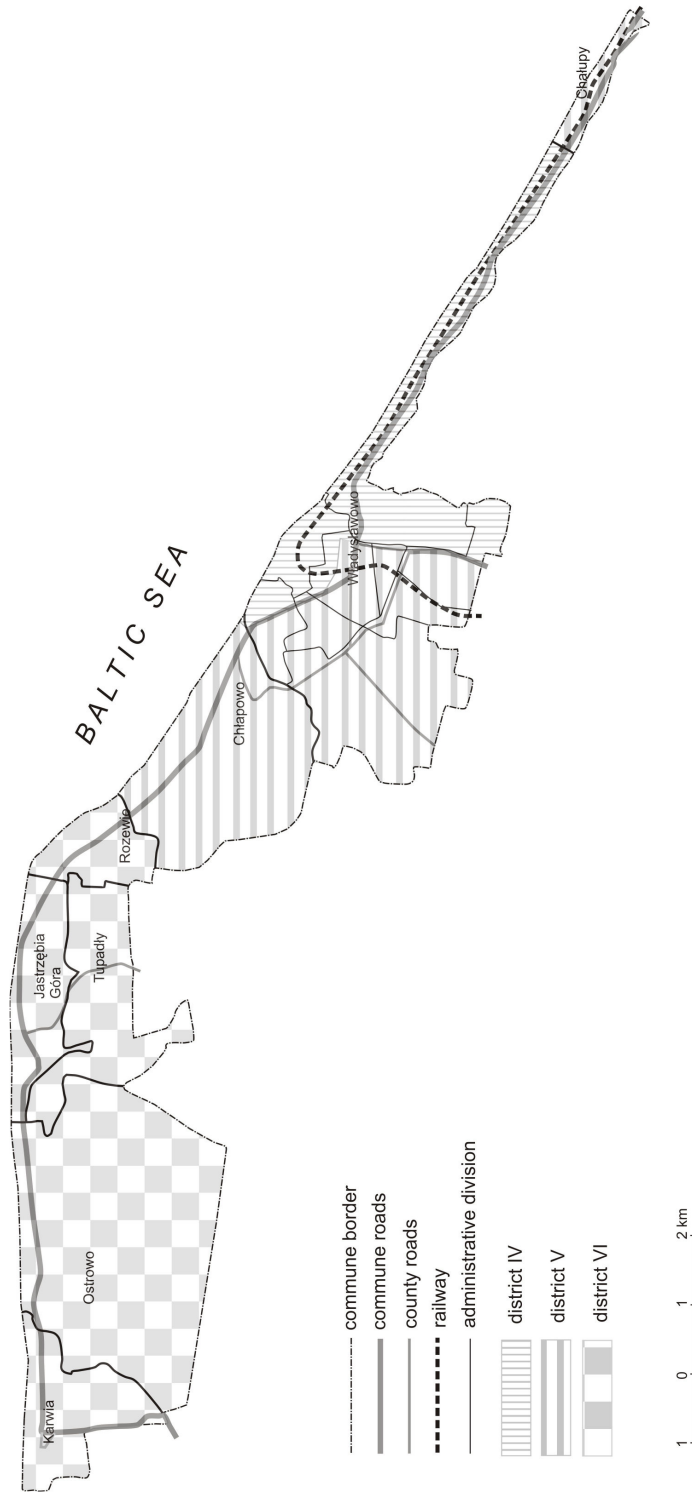 BALTIC SEA
Karwia
Ostrowo
Jastrzębia
Góra
Tupadły
Rozewie
Chłapowo
Władysławowo
Chałupy
commune border
commune roads
county roads
railway
administrative division
district IV
district V
district VI
1 0 1 2 km